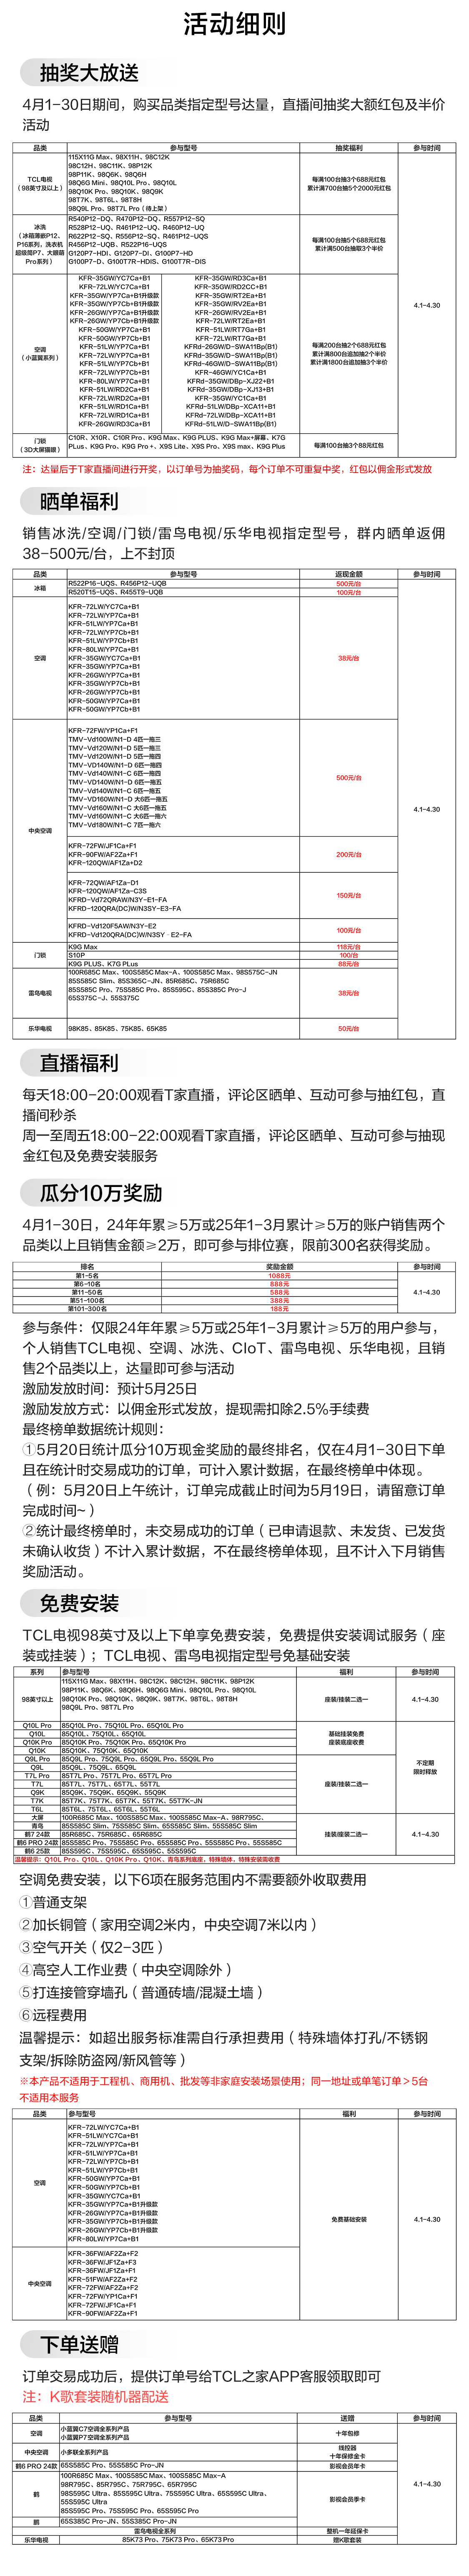 活动细则
抽奖大放送
4月1-30日期间，购买品类指定型号达量，直播间抽奖大额红包及半价
活动
品类 参与型号 抽奖福利 参与时间
TCL电视
（98英寸及以上）
115X11G Max、98X11H、98C12K
98C12H、98C11K、98P12K
98P11K、98Q6K、98Q6H
98Q6G Mini、98Q10L Pro、98Q10L
98Q10K Pro、98Q10K、98Q9K
98T7K、98T6L、98T8H
98Q9L Pro、98T7L Pro（待上架）
每满100台抽3个688元红包
累计满700台抽5个2000元红包
冰洗
（冰箱薄嵌P12、
P16系列，洗衣机
超级筒P7、大眼萌
Pro系列）
R540P12-DQ、R470P12-DQ、R557P12-SQ
R528P12-UQ、R461P12-UQ、R460P12-UQ
R622P12-SQ、R556P12-SQ、R461P12-UQS
R456P12-UQB、R522P16-UQS
G120P7-HDI、G120P7-DI、G100P7-HD
G100P7-D、G100T7R-HDIS、G100T7R-DIS
每满100台抽5个688元红包
累计满500台抽取3个半价
4.1-4.30
空调
（小蓝翼系列）
KFR-35GW/YC7Ca+B1 KFR-35GW/RD3Ca+B1
KFR-72LW/YC7Ca+B1 KFR-35GW/RD2CC+B1
KFR-35GW/YP7Ca+B1升级款 KFR-35GW/RT2Ea+B1
KFR-35GW/YP7Cb+B1升级款 KFR-35GW/RV2Ea+B1
KFR-26GW/YP7Ca+B1升级款 KFR-26GW/RV2Ea+B1
KFR-26GW/YP7Cb+B1升级款 KFR-72LW/RT2Ea+B1
KFR-50GW/YP7Ca+B1 KFR-51LW/RT7Ga+B1
KFR-50GW/YP7Cb+B1 KFR-72LW/RT7Ga+B1
KFR-51LW/YP7Ca+B1 KFRd-26GW/D-SWA11Bp(B1)
KFR-72LW/YP7Ca+B1 KFRd-35GW/D-SWA11Bp(B1)
KFR-51LW/YP7Cb+B1 KFRd-46GW/D-SWA11Bp(B1)
KFR-72LW/YP7Cb+B1 KFR-46GW/YC1Ca+B1
KFR-80LW/YP7Ca+B1 KFRd-35GW/DBp-XJ22+B1
KFR-51LW/RD2Ca+B1 KFRd-35GW/DBp-XJ13+B1
KFR-72LW/RD2Ca+B1 KFR-35GW/YC1Ca+B1
KFR-51LW/RD1Ca+B1 KFRd-51LW/DBp-XCA11+B1
KFR-72LW/RD1Ca+B1 KFRd-72LW/DBp-XCA11+B1
KFR-26GW/RD3Ca+B1 KFRd-51LW/D-SWA11Bp(B1)
每满200台抽2个688元红包
累计满800台追加抽2个半价
累计满1800台追加抽3个半价
门锁
（3D大屏猫眼）
C10R、X10R、C10R Pro、K9G Max、K9G PLUS、K9G Max+屏幕、K7G
PLus、K9G Pro、K9G Pro +、X9S Lite、X9S Pro、X9S max、K9G Plus
每满100台抽3个88元红包
注：达量后于T家直播间进行开奖，以订单号为抽奖码，每个订单不可重复中奖，红包以佣金形式发放
晒单福利
销售冰洗/空调/门锁/雷鸟电视/乐华电视指定型号，群内晒单返佣
38-500元/台，上不封顶
品类 参与型号 返现金额 参与时间
冰箱
R522P16-UQS、R456P12-UQB 500元/台
R520T15-UQS、R455T9-UQB 100元/台
空调
KFR-72LW/YC7Ca+B1
KFR-72LW/YP7Ca+B1
KFR-51LW/YP7Ca+B1
KFR-72LW/YP7Cb+B1
KFR-51LW/YP7Cb+B1
KFR-80LW/YP7Ca+B1
KFR-35GW/YC7Ca+B1
KFR-35GW/YP7Ca+B1
KFR-26GW/YP7Ca+B1
KFR-35GW/YP7Cb+B1
KFR-26GW/YP7Cb+B1
KFR-50GW/YP7Ca+B1
KFR-50GW/YP7Cb+B1
38元/台
中央空调
KFR-72FW/YP1Ca+F1
TMV-Vd100W/N1-D 4匹一拖三
TMV-Vd120W/N1-D 5匹一拖三
TMV-Vd120W/N1-D 5匹一拖四
TMV-VD140W/N1-D 6匹一拖四
TMV-Vd140W/N1-C 6匹一拖四
TMV-VD140W/N1-D 6匹一拖五
TMV-Vd140W/N1-C 6匹一拖五
TMV-VD160W/N1-D 大6匹一拖五
TMV-Vd160W/N1-C 大6匹一拖五
TMV-Vd160W/N1-C 大6匹一拖六
TMV-Vd180W/N1-C 7匹一拖六
500元/台
4.1-4.30
KFR-72FW/JF1Ca+F1
KFR-90FW/AF2Za+F1
KFR-120QW/AF1Za+D2
200元/台
KFR-72QW/AF1Za-D1
KFR-120QW/AF1Za-C3S
KFRD-Vd72QRAW/N3Y-E1-FA
KFRD-120QRA(DC)W/N3SY-E3-FA
150元/台
KFRD-Vd120F5AW/N3Y-E2
KFRD-Vd120QRA(DC)W/N3SY‐E2-FA
100元/台
门锁
K9G Max 118元/台
S10P 100/台
K9G PLUS、K7G PLus 88元/台
雷鸟电视
100R685C Max、100S585C Max-A、100S585C Max、98S575C-JN
85S585C Slim、85S365C-JN、85R685C、75R685C
85S585C Pro、75S585C Pro、85S595C、85S385C Pro-J
65S375C-J、55S375C
38元/台
乐华电视 98K85、85K85、75K85、65K85 50元/台
直播福利
每天18:00-20:00观看T家直播，评论区晒单、互动可参与抽红包，直
播间秒杀
周一至周五18:00-22:00观看T家直播，评论区晒单、互动可参与抽现
金红包及免费安装服务
瓜分10万奖励
4月1-30日，24年年累≥5万或25年1-3月累计≥5万的账户销售两个
品类以上且销售金额≥2万，即可参与排位赛，限前300名获得奖励。
排名 奖励金额 参与时间
第1-5名 1088元
第6-10名 888元
第11-50名 588元 4.1-4.30
第51-100名 388元
第101-300名 188元
参与条件：仅限24年年累≥5万或25年1-3月累计≥5万的用户参与，
个人销售TCL电视、空调、冰洗、CIoT、雷鸟电视、乐华电视，且销
售2个品类以上，达量即可参与活动
激励发放时间：预计5月25日
激励发放方式：以佣金形式发放，提现需扣除2.5%手续费
最终榜单数据统计规则：
①5月20日统计瓜分10万现金奖励的最终排名，仅在4月1-30日下单
且在统计时交易成功的订单，可计入累计数据，在最终榜单中体现。
（例：5月20日上午统计，订单完成截止时间为5月19日，请留意订单
完成时间~）
②统计最终榜单时，未交易成功的订单（已申请退款、未发货、已发货
未确认收货）不计入累计数据，不在最终榜单体现，且不计入下月销售
奖励活动。
免费安装
TCL电视98英寸及以上下单享免费安装，免费提供安装调试服务（座
装或挂装）；TCL电视、雷鸟电视指定型号免基础安装
系列 参与型号 福利 参与时间
98英寸以上
115X11G Max、98X11H、98C12K、98C12H、98C11K、98P12K
98P11K、98Q6K、98Q6H、98Q6G Mini、98Q10L Pro、98Q10L
98Q10K Pro、98Q10K、98Q9K、98T7K、98T6L、98T8H
98Q9L Pro、98T7L Pro
座装/挂装二选一 4.1-4.30
Q10L Pro 85Q10L Pro、75Q10L Pro、65Q10L Pro
Q10L 85Q10L、75Q10L、65Q10L
Q10K Pro 85Q10K Pro、75Q10K Pro、65Q10K Pro
Q10K 85Q10K、75Q10K、65Q10K
基础挂装免费
座装底座收费
Q9L Pro 85Q9L Pro、75Q9L Pro、65Q9L Pro、55Q9L Pro
Q9L 85Q9L、75Q9L、65Q9L
T7L Pro 85T7L Pro、75T7L Pro、65T7L Pro
T7L 85T7L、75T7L、65T7L、55T7L
Q9K 85Q9K、75Q9K、65Q9K、55Q9K
T7K 85T7K、75T7K、65T7K、55T7K、55T7K-JN
T6L 85T6L、75T6L、65T6L、55T6L
座装/挂装二选一
不定期
限时释放
大屏 100R685C Max、100S585C Max、100S585C Max-A、98R795C、
青鸟 85S585C Slim、75S585C Slim、65S585C Slim、55S585C Slim
鹤7 24款 85R685C、75R685C、65R685C
鹤6 PRO 24款 85S585C Pro、75S585C Pro、65S585C Pro、55S585C Pro、55S585C
鹤6 25款 85S595C、75S595C、65S595C、55S595C
挂装/座装二选一 4.1-4.30
温馨提示：Q10L Pro、Q10L、Q10K Pro、Q10K、青鸟系列底座，特殊墙体，特殊安装需收费
空调免费安装，以下6项在服务范围内不需要额外收取费用
①普通支架
②加长铜管（家用空调2米内，中央空调7米以内）
③空气开关（仅2-3匹）
④高空人工作业费（中央空调除外）
⑤打连接管穿墙孔（普通砖墙/混凝土墙）
⑥远程费用
温馨提示：如超出服务标准需自行承担费用（特殊墙体打孔/不锈钢
支架/拆除防盗网/新风管等）
※本产品不适用于工程机、商用机、批发等非家庭安装场景使用；同一地址或单笔订单＞5台
不适用本服务
品类 参与型号 福利 参与时间
空调
KFR-72LW/YC7Ca+B1
KFR-51LW/YC7Ca+B1
KFR-72LW/YP7Ca+B1
KFR-51LW/YP7Ca+B1
KFR-72LW/YP7Cb+B1
KFR-51LW/YP7Cb+B1
KFR-50GW/YP7Ca+B1
KFR-50GW/YP7Cb+B1
KFR-35GW/YC7Ca+B1
KFR-35GW/YP7Ca+B1升级款
KFR-26GW/YP7Ca+B1升级款
KFR-35GW/YP7Cb+B1升级款
KFR-26GW/YP7Cb+B1升级款
KFR-80LW/YP7Ca+B1
免费基础安装 4.1-4.30
中央空调
KFR-36FW/AF2Za+F2
KFR-36FW/JF1Za+F3
KFR-36FW/JF1Za+F1
KFR-51FW/AF2Za+F2
KFR-72FW/AF2Za+F2
KFR-72FW/YP1Ca+F1
KFR-72FW/JF1Ca+F1
KFR-90FW/AF2Za+F1
下单送赠
订单交易成功后，提供订单号给TCL之家APP客服领取即可
注：K歌套装随机器配送
品类 参与型号 送赠 参与时间
空调
小蓝翼C7空调全系列产品
小蓝翼P7空调全系列产品
十年包修
中央空调 小多联全系列产品
线控器
十年保修金卡
鹤6 PRO 24款 65S585C Pro、55S585C Pro-JN 影视会员年卡
鹤
100R685C Max、100S585C Max、100S585C Max-A
98R795C、85R795C、75R795C、65R795C
98S595C Ultra、85S595C Ultra、75S595C Ultra、65S595C Ultra、
55S595C Ultra
85S595C Pro、75S595C Pro、65S595C Pro
影视会员季卡
4.1-4.30
鹏 65S385C Pro-JN、55S385C Pro-JN
雷鸟电视全系列 整机一年延保卡
乐华电视 85K73 Pro、75K73 Pro、65K73 Pro 赠K歌套装